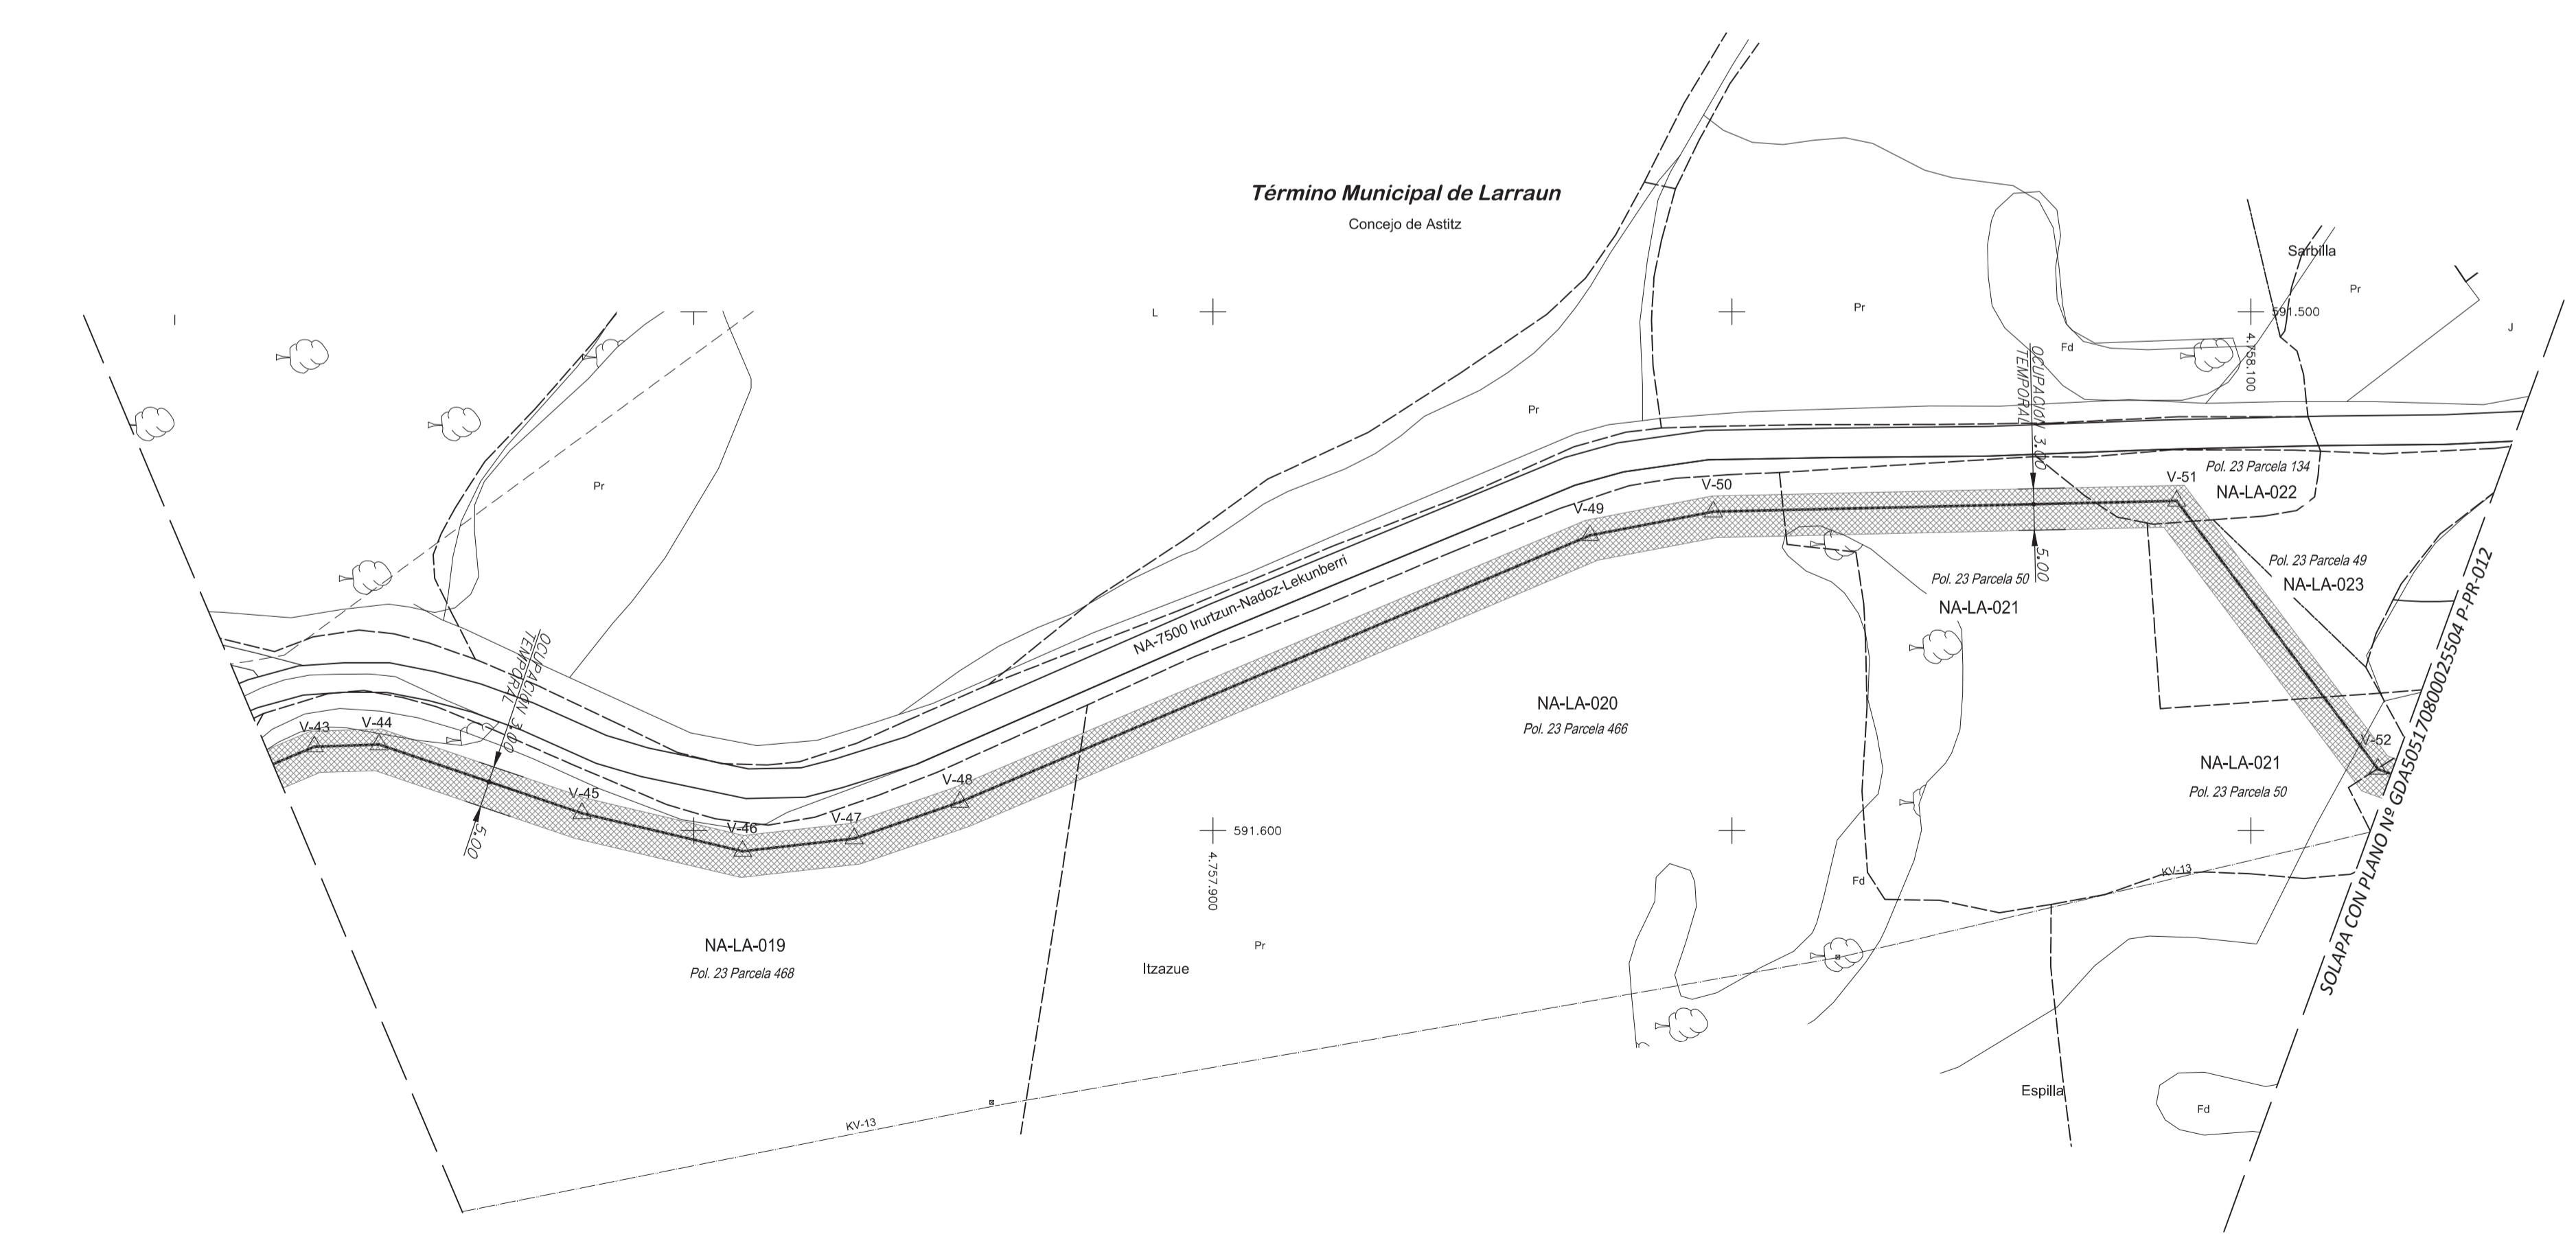 Término Municipal de Larraun
Concejo de Astitz
Sarbilla
Pr
591.500
4.758.100
J
L
Pr
Fd
Pr
OCUPACION
TEMPORAL
3.00
5.00
Pol. 23 Parcela 134
NA-LA-022
V-51
V-50
V-49
Pr
NA-7500 Irurtzun-Nadoz-Lekunberri
Pol. 23 Parcela 49
NA-LA-023
Pol. 23 Parcela 50
NA-LA-021
OCUPACION
TEMPORAL
3.00
5.00
V-43
V-44
V-45
V-46
V-47
V-48
NA-LA-020
Pol. 23 Parcela 466
V-52
NA-LA-021
Pol. 23 Parcela 50
591.600
4.757.900
KV-13
Fd
NA-LA-019
Pol. 23 Parcela 468
Pr
Itzazue
SOLAPA CON PLANO Nº GDA5051708000025504 P-PR-012
Espilla
Fd
KV-13